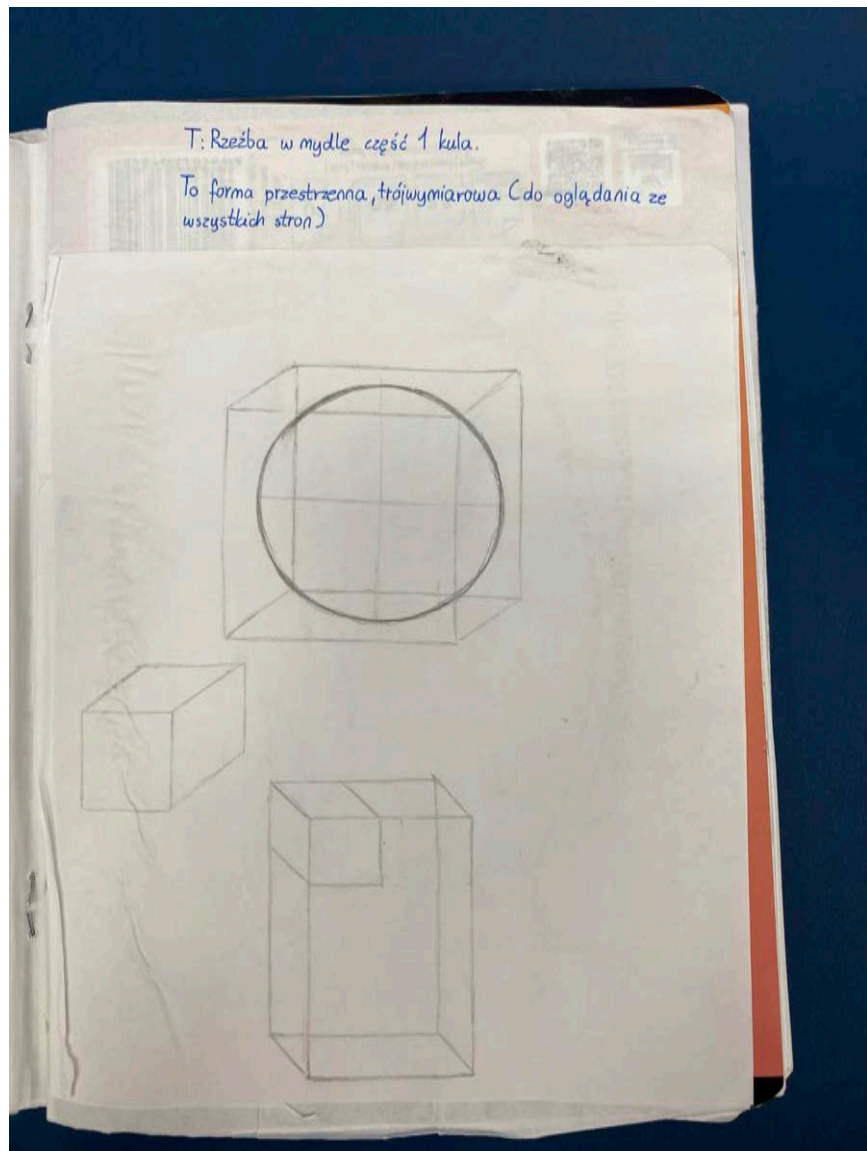 T: Rzeźba w mydle część 1 kula.
To forma przestrzenna, trójwymiarowa (do oglądania ze
wszystkich stron)